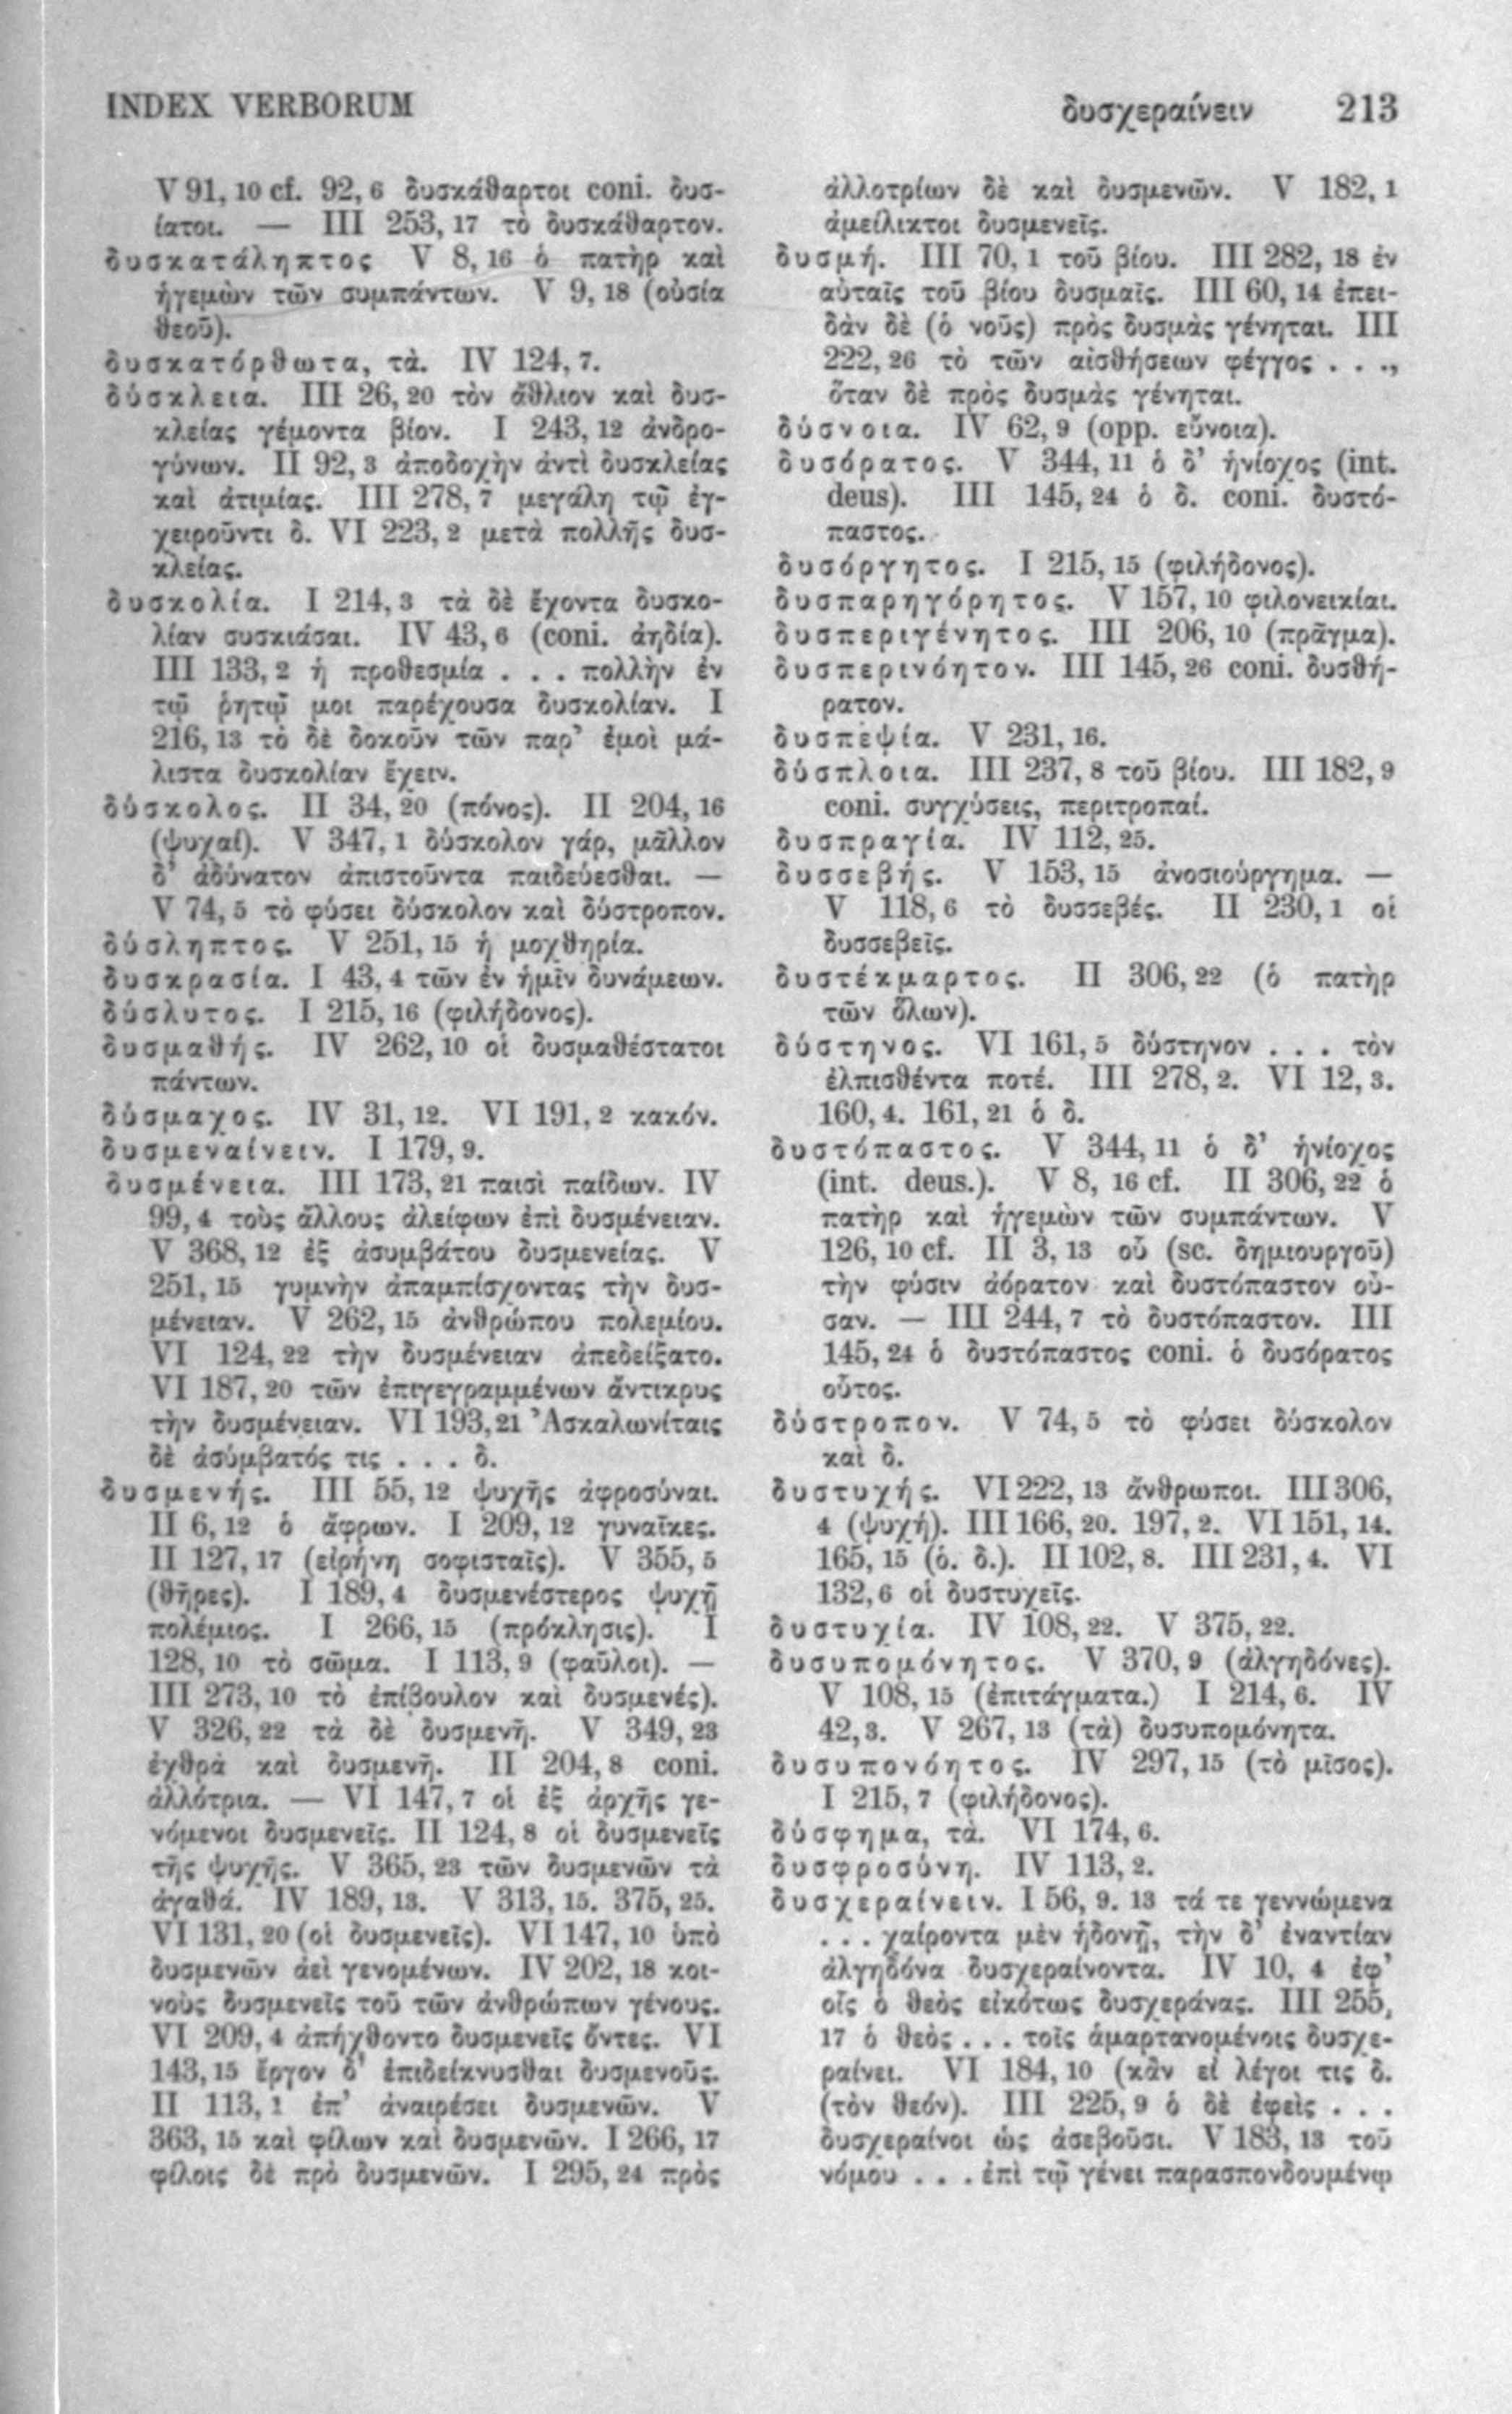 INDEX VERBORUM
δυσχεραίνειν 213
V 91, 10 cf. 92, 6 δυσκάθαρτοι coni. δυσ-
ίατοι. — III 253, 17 τὸ δυσκάθαρτον.
δυσκατάληπτος V 8, 16 ὁ πατὴρ καὶ
ἡγεμὼν τῶν συμπάντων. V 9, 18 (οὐσία
θεοῦ).
δυσκατόρθωτα, τὰ. IV 124, 7.
δύσκλεια. III 26, 20 τὸν ἄθλιον καὶ δυσ-
κλείας γέμοντα βίον. I 243, 12 ἀνδρο-
γύνων. II 92, 3 ἀποδοχὴν ἀντὶ δυσκλείας
καὶ ἀτιμίας. III 278, 7 μεγάλη τῷ ἐγ-
χειροῦντι δ. VI 223, 2 μετὰ πολλῆς δυσ-
κλείας.
δυσκολία. I 214, 3 τὰ δὲ ἔχοντα δυσκο-
λίαν συσκιάσαι. IV 43, 6 (coni. ἀηδία).
III 133, 2 ἡ προθεσμία . . . πολλὴν ἐν
τῷ ῥητῷ μοι παρέχουσα δυσκολίαν. I
216, 13 τὸ δὲ δοκοῦν τῶν παρ’ ἐμοὶ μά-
λιστα δυσκολίαν ἔχειν.
δύσκολος. II 34, 20 (πόνος). II 204, 16
(ψυχαί). V 347, 1 δύσκολον γάρ, μᾶλλον
δ’ ἀδύνατον ἀπιστοῦντα παιδεύεσθαι. —
V 74, 5 τὸ φύσει δύσκολον καὶ δύστροπον.
δύσληπτος. V 251, 15 ἡ μοχθηρία.
δυσκρασία. I 43, 4 τῶν ἐν ἡμῖν δυνάμεων.
δύσλυτος. I 215, 16 (φιλήδονος).
δυσμαθής. IV 262, 10 οἱ δυσμαθέστατοι
πάντων.
δύσμαχος. IV 31, 12. VI 191, 2 κακόν.
δυσμεναίνειν. I 179, 9.
δυσμένεια. III 173, 21 παισὶ παίδων. IV
99, 4 τοὺς ἄλλους ἀλείφων ἐπὶ δυσμένειαν.
V 368, 12 ἐξ ἀσυμβάτου δυσμενείας. V
251, 15 γυμνὴν ἀπαμπίσχοντας τὴν δυσ-
μένειαν. V 262, 15 ἀνθρώπου πολεμίου.
VI 124, 22 τὴν δυσμένειαν ἀπεδείξατο.
VI 187, 20 τῶν ἐπιγεγραμμένων ἄντικρυς
τὴν δυσμένειαν. VI 193, 21 Ἀσκαλωνίταις
δὲ ἀσύμβατός τις . . . δ.
δυσμενής. III 55, 12 ψυχῆς ἀφροσύναι.
II 6, 12 ὁ ἄφρων. I 209, 12 γυναῖκες.
II 127, 17 (εἰρήνη σοφισταῖς). V 355, 5
(θῆρες). I 189, 4 δυσμενέστερος ψυχῇ
πολέμιος. I 266, 15 (πρόκλησις). I
128, 10 τὸ σῶμα. I 113, 9 (φαῦλοι). —
III 273, 10 τὸ ἐπίβουλον καὶ δυσμενές).
V 326, 22 τὰ δὲ δυσμενῆ. V 349, 23
ἐχθρὰ καὶ δυσμενῆ. II 204, 8 coni.
ἀλλότρια. — VI 147, 7 οἱ ἐξ ἀρχῆς γε-
νόμενοι δυσμενεῖς. II 124, 8 οἱ δυσμενεῖς
τῆς ψυχῆς. V 365, 23 τῶν δυσμενῶν τὰ
ἀγαθά. IV 189, 13. V 313, 15. 375, 25.
VI 131, 20 (οἱ δυσμενεῖς). VI 147, 10 ὑπὸ
δυσμενῶν ἀεὶ γενομένων. IV 202, 18 κοι-
νοὺς δυσμενεῖς τοῦ τῶν ἀνθρώπων γένους.
VI 209, 4 ἀπήχθοντο δυσμενεῖς ὄντες. VI
143, 15 ἔργον δ’ ἐπιδείκνυσθαι δυσμενοῦς.
II 113, 1 ἐπ’ ἀναιρέσει δυσμενῶν. V
363, 15 καὶ φίλων καὶ δυσμενῶν. I 266, 17
φίλοις δὲ πρὸ δυσμενῶν. I 295, 24 πρὸς
ἀλλοτρίων δὲ καὶ δυσμενῶν. V 182, 1
ἀμείλικτοι δυσμενεῖς.
δυσμή. III 70, 1 τοῦ βίου. III 282, 18 ἐν
αὐταῖς τοῦ βίου δυσμαῖς. III 60, 14 ἐπει-
δὰν δὲ (ὁ νοῦς) πρὸς δυσμὰς γένηται. III
222, 26 τὸ τῶν αἰσθήσεων φέγγος . . .,
ὅταν δὲ πρὸς δυσμὰς γένηται.
δύσνοια. IV 62, 9 (opp. εὔνοια).
δυσόρατος. V 344, 11 ὁ δ’ ἡνίοχος (int.
deus). III 145, 24 ὁ δ. coni. δυστό-
παστος.
δυσόργητος. I 215, 15 (φιλήδονος).
δυσπαρηγόρητος. V 157, 10 φιλονεικίαι.
δυσπεριγένητος. III 206, 10 (πρᾶγμα).
δυσπερινόητον. III 145, 26 coni. δυσθή-
ρατον.
δυσπεψία. V 231, 16.
δύσπλοια. III 237, 8 τοῦ βίου. III 182, 9
coni. συγχύσεις, περιτροπαί.
δυσπραγία. IV 112, 25.
δυσσεβής. V 153, 15 ἀνοσιούργημα. —
V 118, 6 τὸ δυσσεβές. II 230, 1 οἱ
δυσσεβεῖς.
δυστέκμαρτος. II 306, 22 (ὁ πατὴρ
τῶν ὅλων).
δύστηνος. VI 161, 5 δύστηνον . . . τὸν
ἐλπισθέντα ποτέ. III 278, 2. VI 12, 3.
160, 4. 161, 21 ὁ δ.
δυστόπαστος. V 344, 11 ὁ δ’ ἡνίοχος
(int. deus.). V 8, 16 cf. II 306, 22 ὁ
πατὴρ καὶ ἡγεμὼν τῶν συμπάντων. V
126, 10 cf. II 3, 13 οὗ (sc. δημιουργοῦ)
τὴν φύσιν ἀόρατον καὶ δυστόπαστον οὖ-
σαν. — III 244, 7 τὸ δυστόπαστον. III
145, 24 ὁ δυστόπαστος coni. ὁ δυσόρατος
οὗτος.
δύστροπον. V 74, 5 τὸ φύσει δύσκολον
καὶ δ.
δυστυχής. VI 222, 13 ἄνθρωποι. III 306,
4 (ψυχή). III 166, 20. 197, 2. VI 151, 14.
165, 15 (ὁ. δ.). II 102, 8. III 231, 4. VI
132, 6 οἱ δυστυχεῖς.
δυστυχία. IV 108, 22. V 375, 22.
δυσυπομόνητος. V 370, 9 (ἀλγηδόνες).
V 108, 15 (ἐπιτάγματα.) I 214, 6. IV
42, 3. V 267, 13 (τὰ) δυσυπομόνητα.
δυσυπονόητος. IV 297, 15 (τὸ μῖσος).
I 215, 7 (φιλήδονος).
δύσφημα, τὰ. VI 174, 6.
δυσφροσύνη. IV 113, 2.
δυσχεραίνειν. I 56, 9. 13 τά τε γεννώμενα
. . . χαίροντα μὲν ἡδονῇ, τὴν δ’ ἐναντίαν
ἀλγηδόνα δυσχεραίνοντα. IV 10, 4 ἐφ’
οἷς ὁ θεὸς εἰκότως δυσχεράνας. III 255,
17 ὁ θεὸς . . . τοῖς ἁμαρτανομένοις δυσχε-
ραίνει. VI 184, 10 (κἂν εἰ λέγοι τις δ.
(τὸν θεόν). III 225, 9 ὁ δὲ ἐφεὶς . . .
δυσχεραίνοι ὡς ἀσεβοῦσι. V 183, 13 τοῦ
νόμου . . . ἐπὶ τῷ γένει παρασπονδουμένῳ